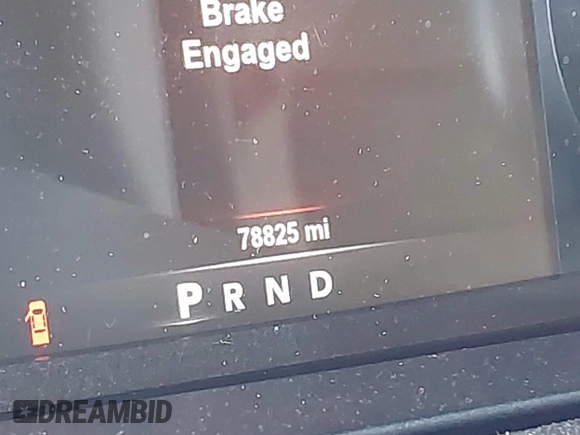 Brake
Engaged
78825 mi
P R N D
DREAMBID